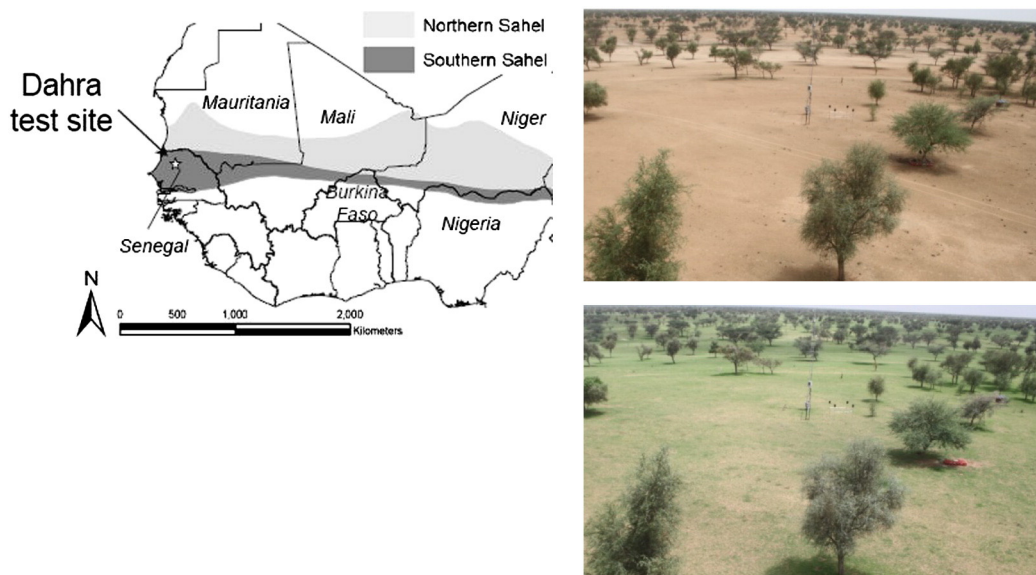 Northern Sahel
Southern Sahel
Dahra
test site
Mauritania
Mali
Niger
Burkina
Faso
Nigeria
Senegal
N
0 500 1,000 2,000
Kilometers